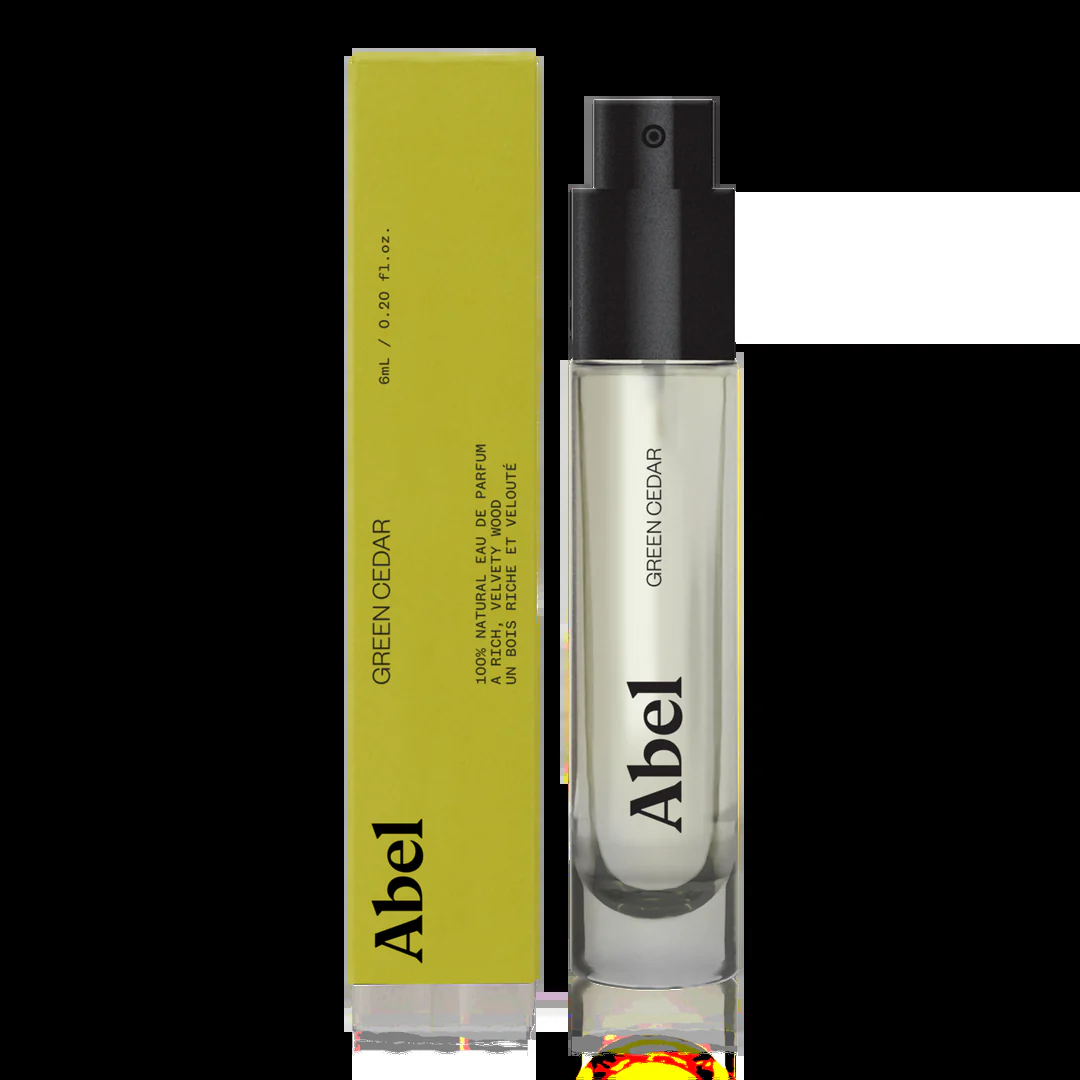 Abel
GREEN CEDAR
6mL / 0.20 fl.oz.
100% NATURAL EAU DE PARFUM
A RICH, VELVETY WOOD
UN BOIS RICHE ET VELOUTÉ
Abel
GREEN CEDAR